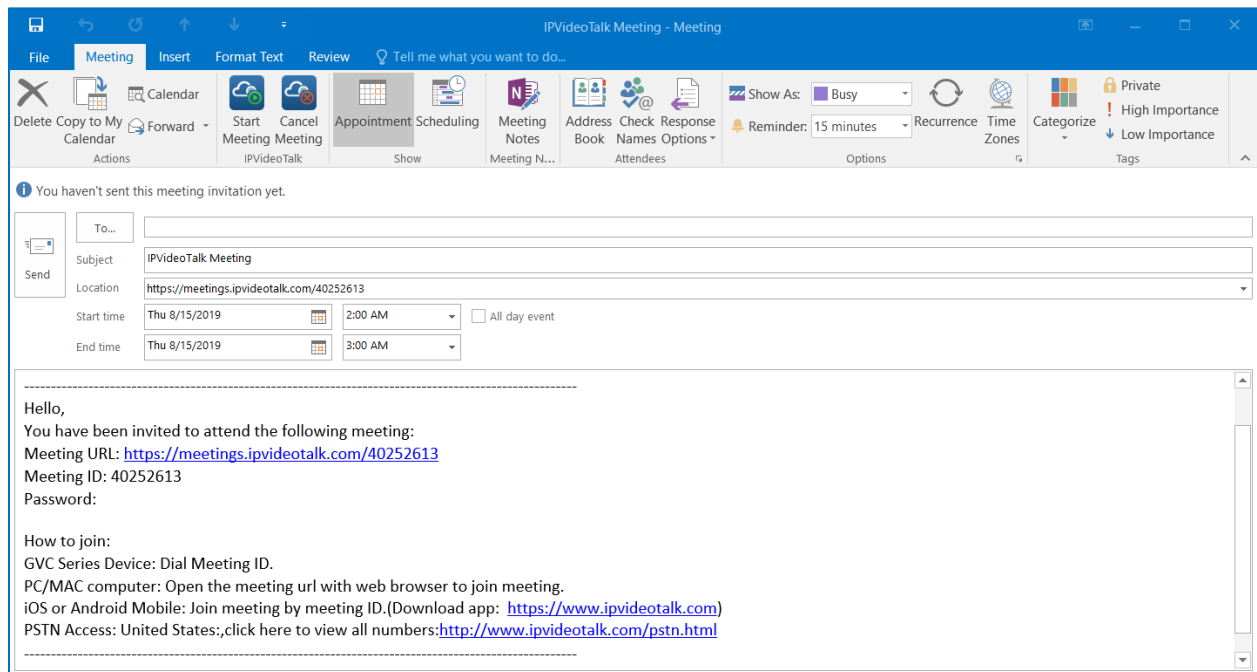 IPVideoTalk Meeting - Meeting
File Meeting Insert Format Text Review Tell me what you want to do...
Delete
Copy to My Calendar
Calendar
Forward
Actions
Start Meeting
Cancel Meeting
IPVideoTalk
Appointment
Scheduling
Show
Meeting Notes
Meeting N...
Address Book
Check Names
Response Options
Attendees
Show As: Busy
Reminder: 15 minutes
Recurrence
Time Zones
Options
Categorize
Private
High Importance
Low Importance
Tags
You haven't sent this meeting invitation yet.
Send
To...
Subject IPVideoTalk Meeting
Location https://meetings.ipvideotalk.com/40252613
Start time Thu 8/15/2019 2:00 AM All day event
End time Thu 8/15/2019 3:00 AM
Hello,
You have been invited to attend the following meeting:
Meeting URL: https://meetings.ipvideotalk.com/40252613
Meeting ID: 40252613
Password:
How to join:
GVC Series Device: Dial Meeting ID.
PC/MAC computer: Open the meeting url with web browser to join meeting.
iOS or Android Mobile: Join meeting by meeting ID.(Download app: https://www.ipvideotalk.com)
PSTN Access: United States:,click here to view all numbers:http://www.ipvideotalk.com/pstn.html